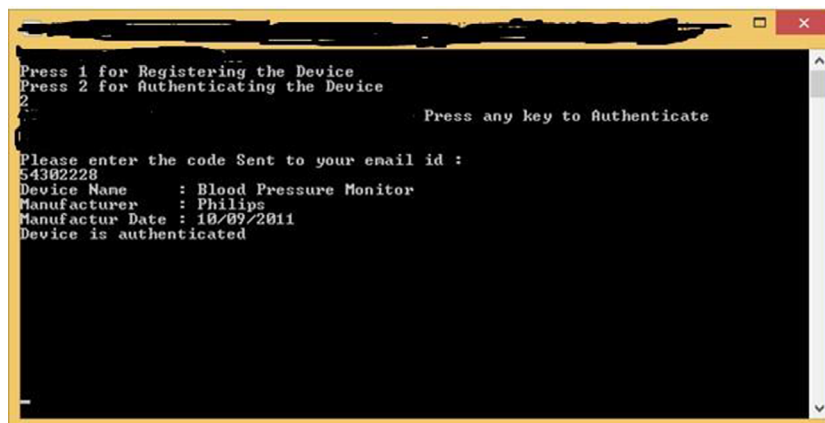 Press 1 for Registering the Device
Press 2 for Authenticating the Device
2
Press any key to Authenticate
Please enter the code Sent to your email id :
54302228
Device Name : Blood Pressure Monitor
Manufacturer : Philips
Manufactur Date : 10/09/2011
Device is authenticated